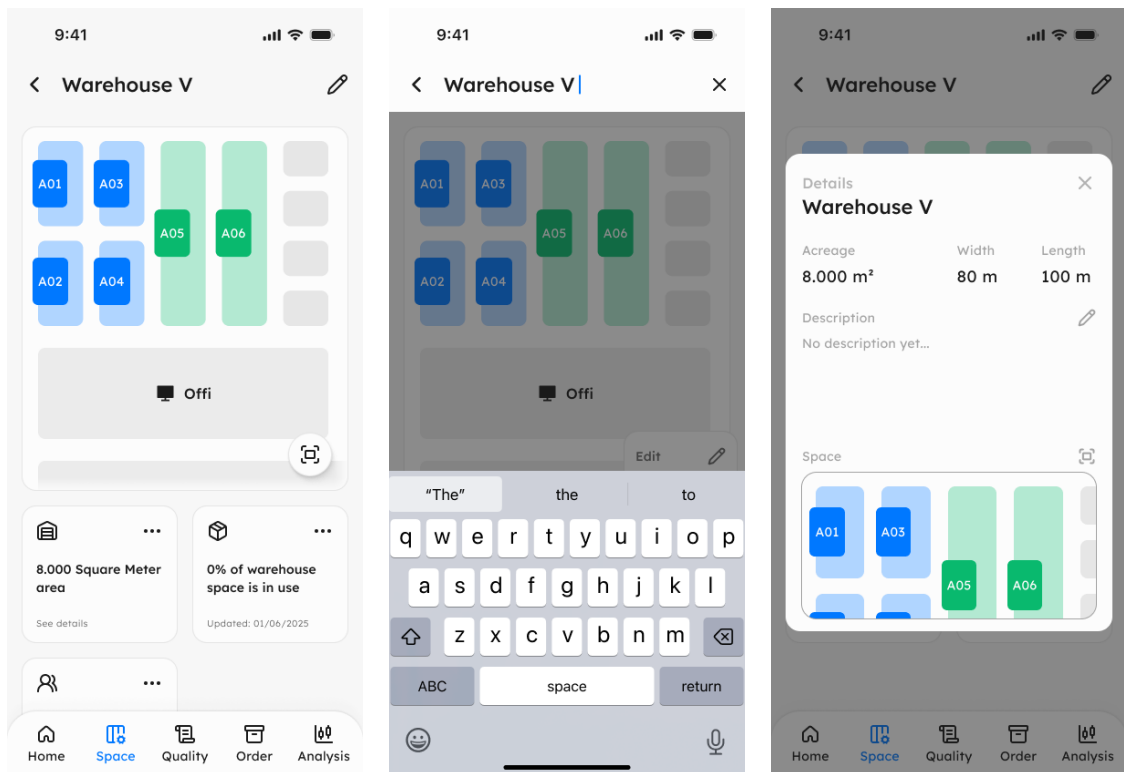 9:41
Warehouse V
A01
A03
A05
A06
A02
A04
Offi
8.000 Square Meter
area
See details
0% of warehouse
space is in use
Updated: 01/06/2025
Home
Space
Quality
Order
Analysis
9:41
Warehouse V
A01
A03
A05
A06
A02
A04
Offi
Edit
"The"
the
to
q w e r t y u i o p
a s d f g h j k l
z x c v b n m
ABC
space
return
9:41
Warehouse V
Details
Warehouse V
Acreage
Width
Length
8.000 m²
80 m
100 m
Description
No description yet...
Space
A01
A03
A05
A06
Home
Space
Quality
Order
Analysis